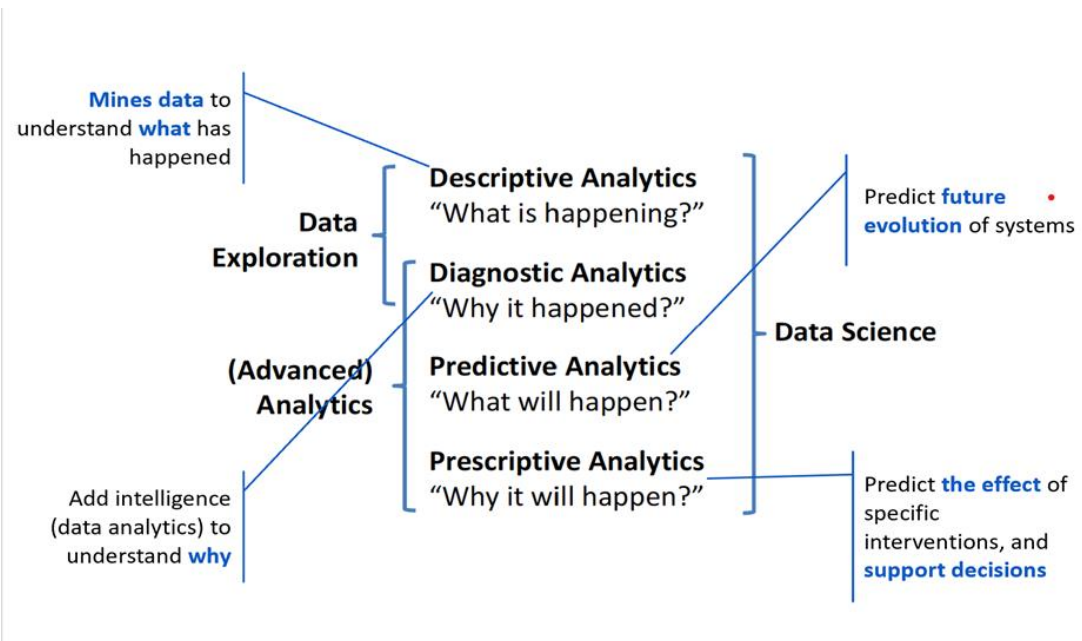 Mines data to
understand what has
happened
Descriptive Analytics
“What is happening?”
Data
Exploration
Diagnostic Analytics
“Why it happened?”
(Advanced)
Analytics
Predictive Analytics
“What will happen?”
Prescriptive Analytics
“Why it will happen?”
Add intelligence
(data analytics) to
understand why
Predict future
evolution of systems
Data Science
Predict the effect of
specific
interventions, and
support decisions